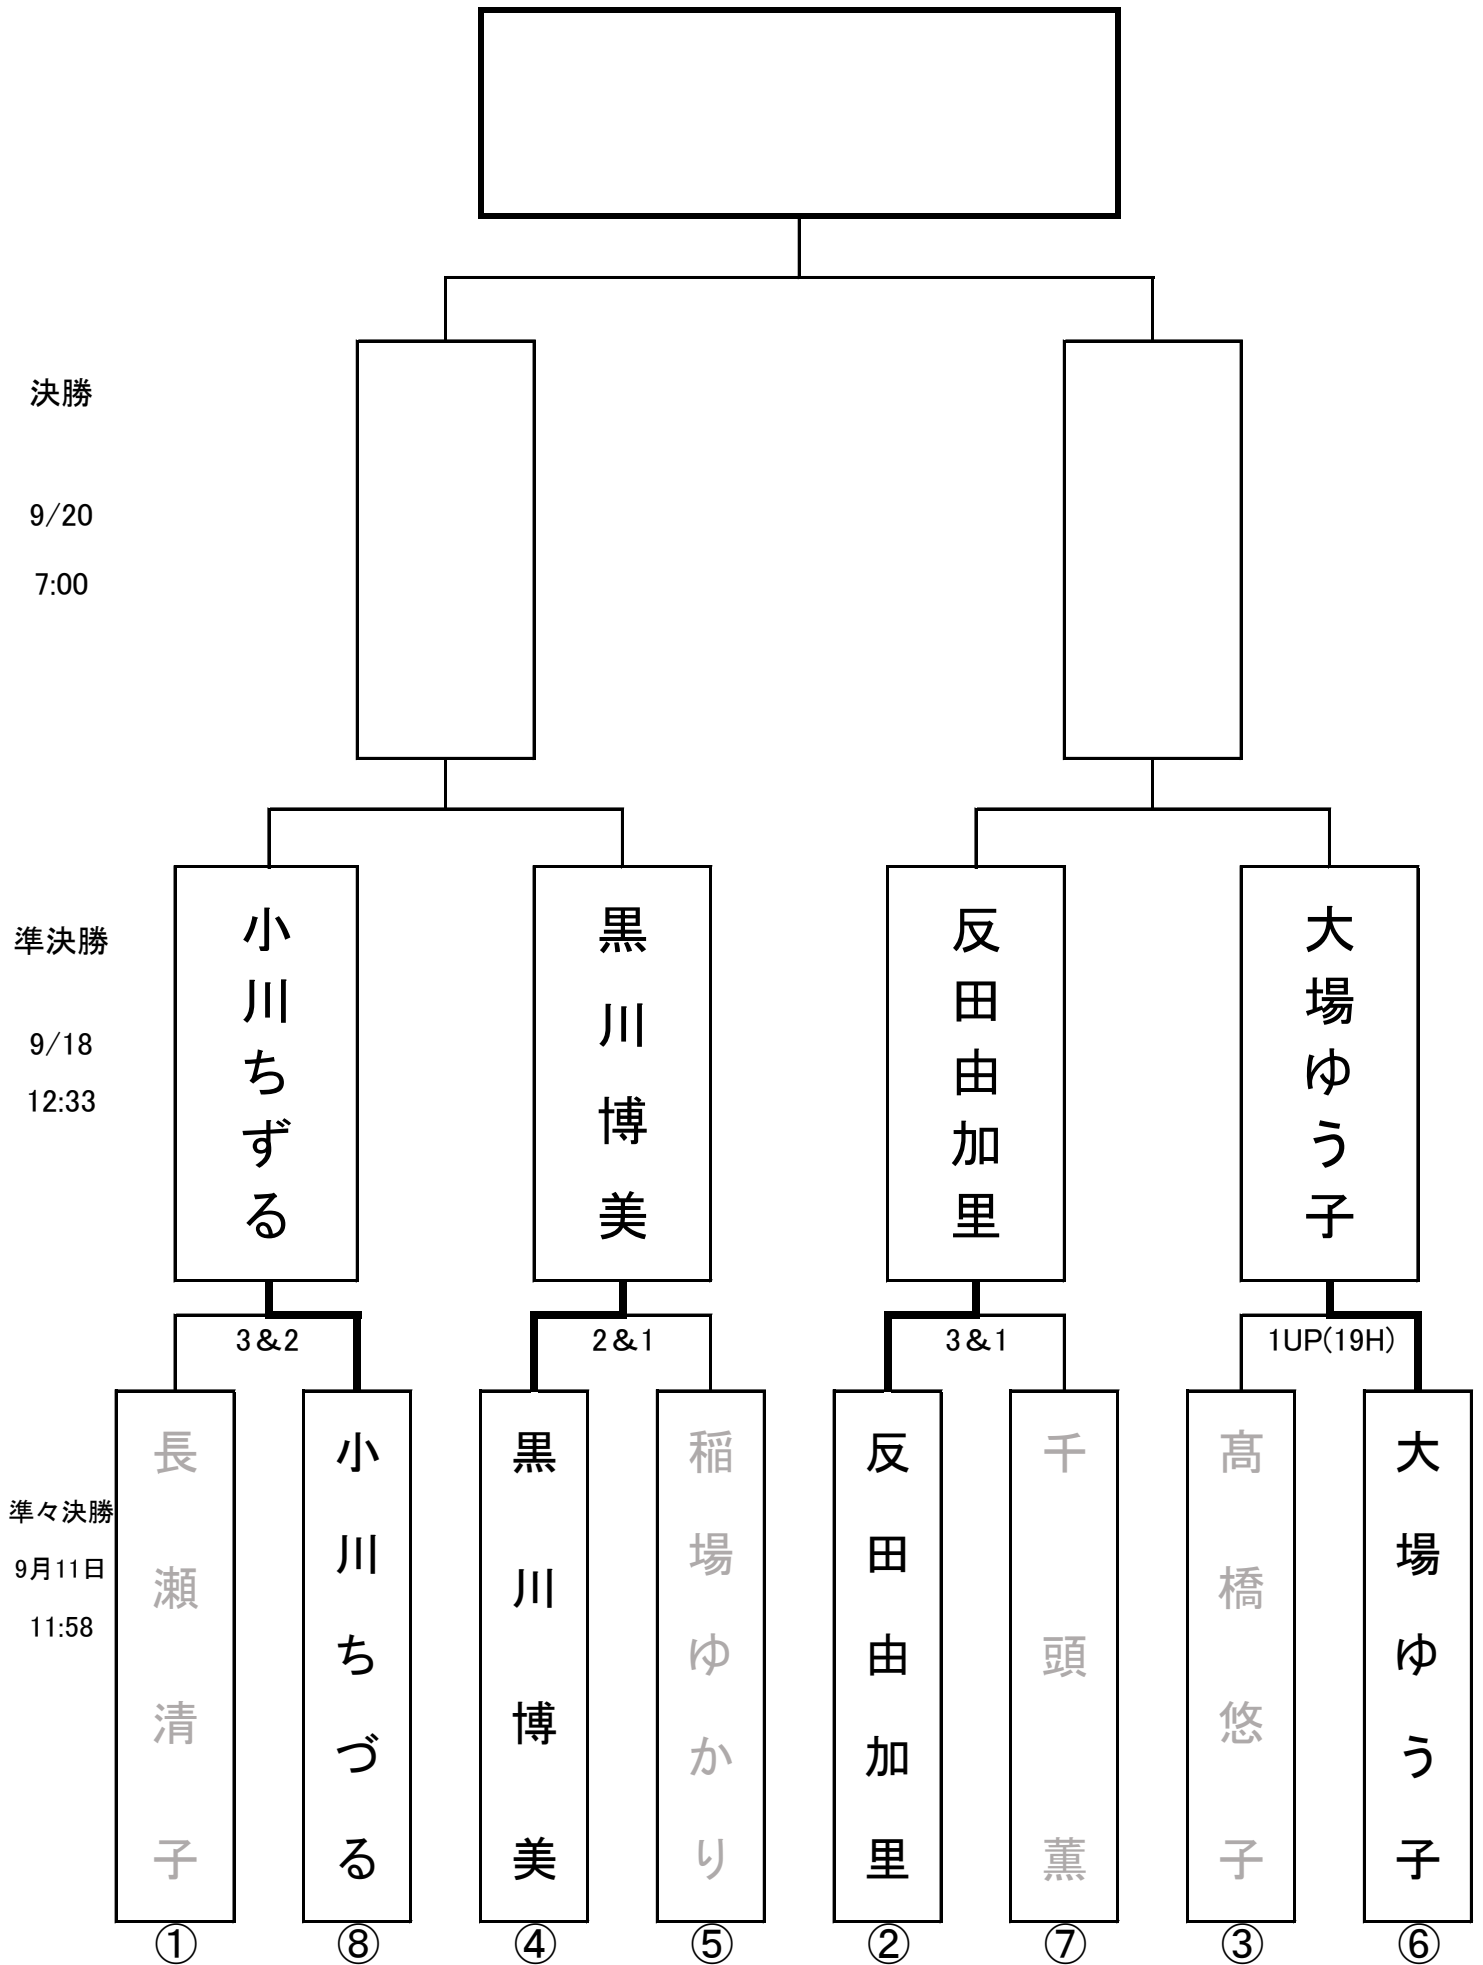 決勝
9/20
7:00
準決勝
9/18
12:33
小川ちずる
黒川博美
反田由加里
大場ゆう子
3&2
2&1
3&1
1UP(19H)
準々決勝
9月11日
11:58
長瀬清子
小川ちづる
黒川博美
稲場ゆかり
反田由加里
千頭薫
髙橋悠子
大場ゆう子
①
⑧
④
⑤
②
⑦
③
⑥